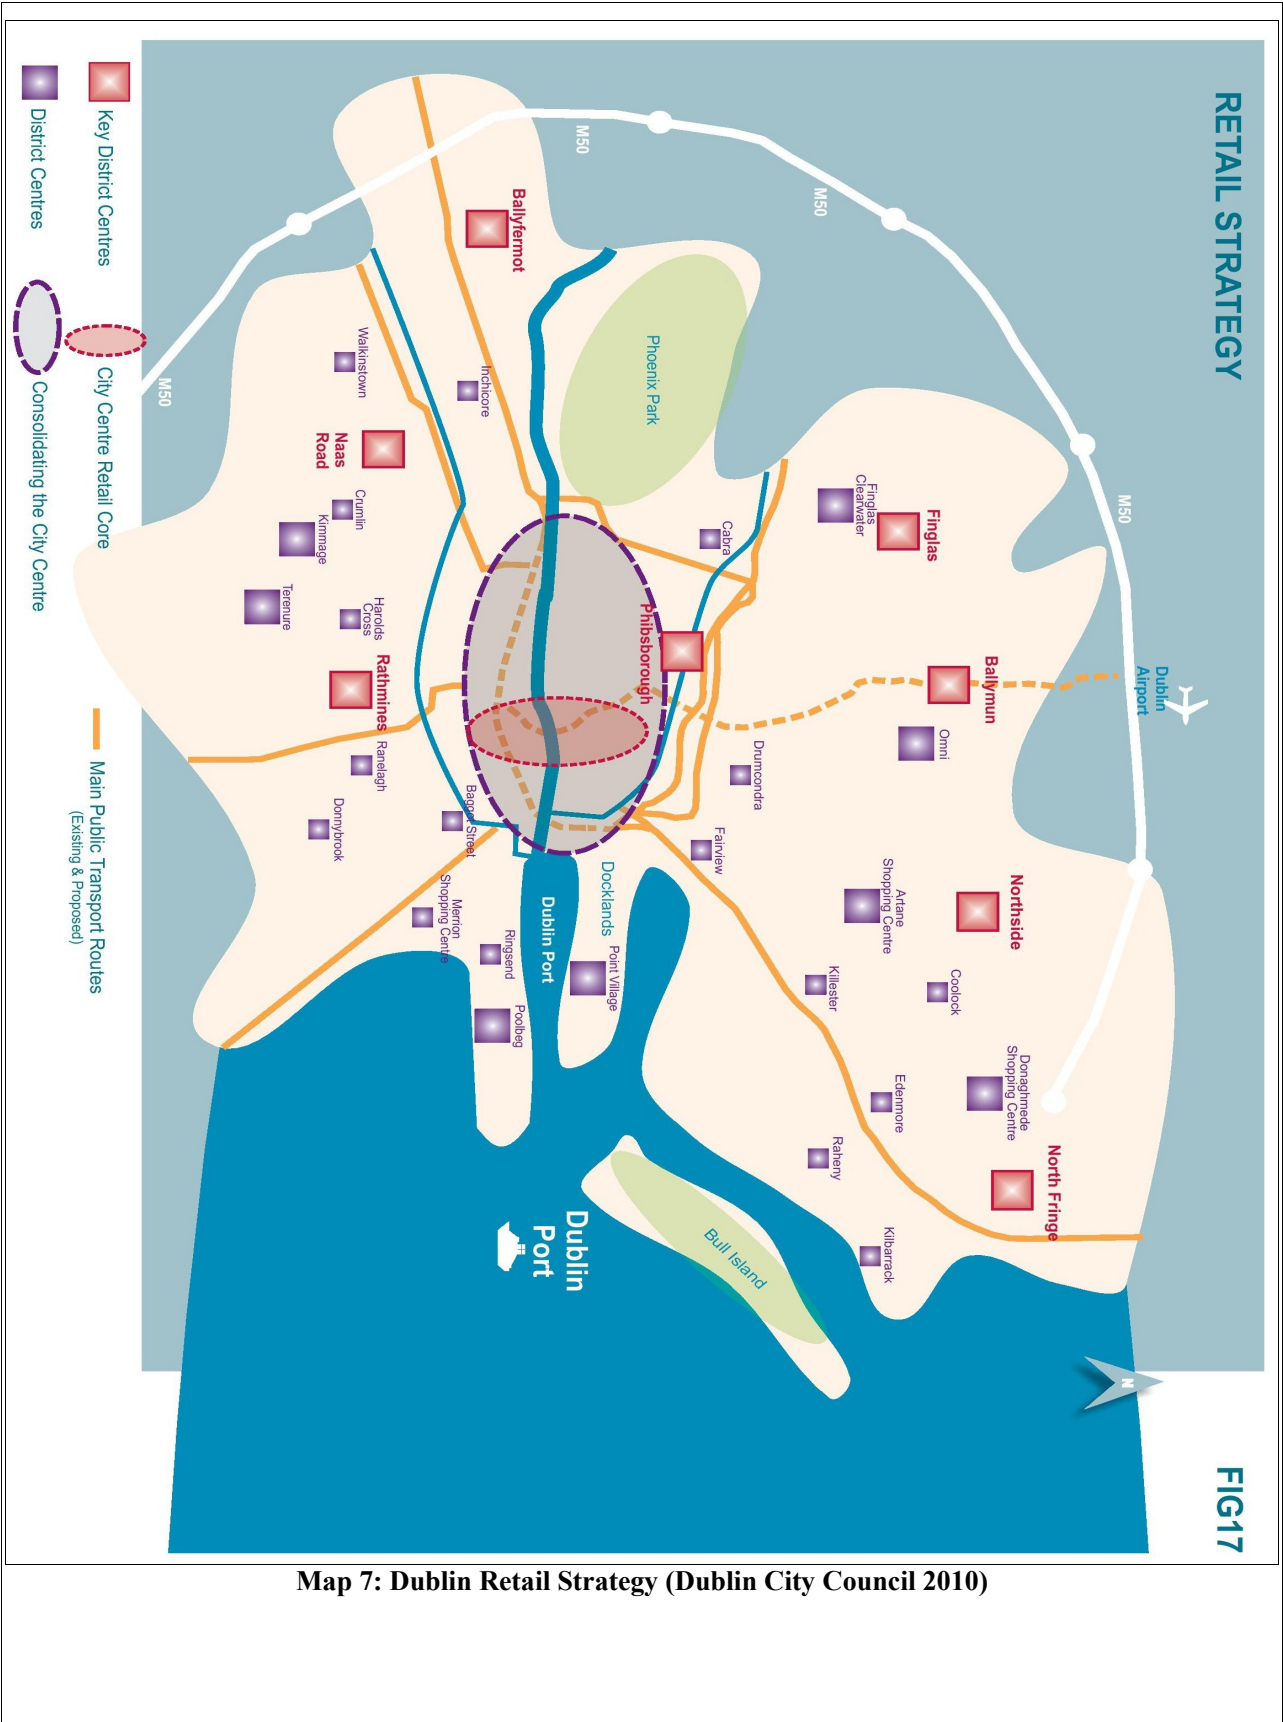 RETAIL STRATEGY
FIG17
M50
M50
M50
M50
Dublin
Airport
N
Finglas
Finglas
Clearwater
Ballymun
Omni
Northside
Artane
Shopping Centre
Coolock
Donaghmede
Shopping Centre
North Fringe
Killester
Edenmore
Raheny
Kilbarrack
Phoenix Park
Cabra
Phibsborough
Drumcondra
Fairview
Bull Island
Docklands
Point Village
Dublin Port
Dublin
Port
Ballyfermot
Inchicore
Walkinstown
Naas
Road
Crumlin
Kimmage
Terenure
Harolds
Cross
Rathmines
Ranelagh
Donnybrook
Baggot Street
Merrion
Shopping Centre
Ringsend
Poolbeg
Key District Centres
City Centre Retail Core
Main Public Transport Routes
(Existing & Proposed)
District Centres
Consolidating the City Centre
Map 7: Dublin Retail Strategy (Dublin City Council 2010)